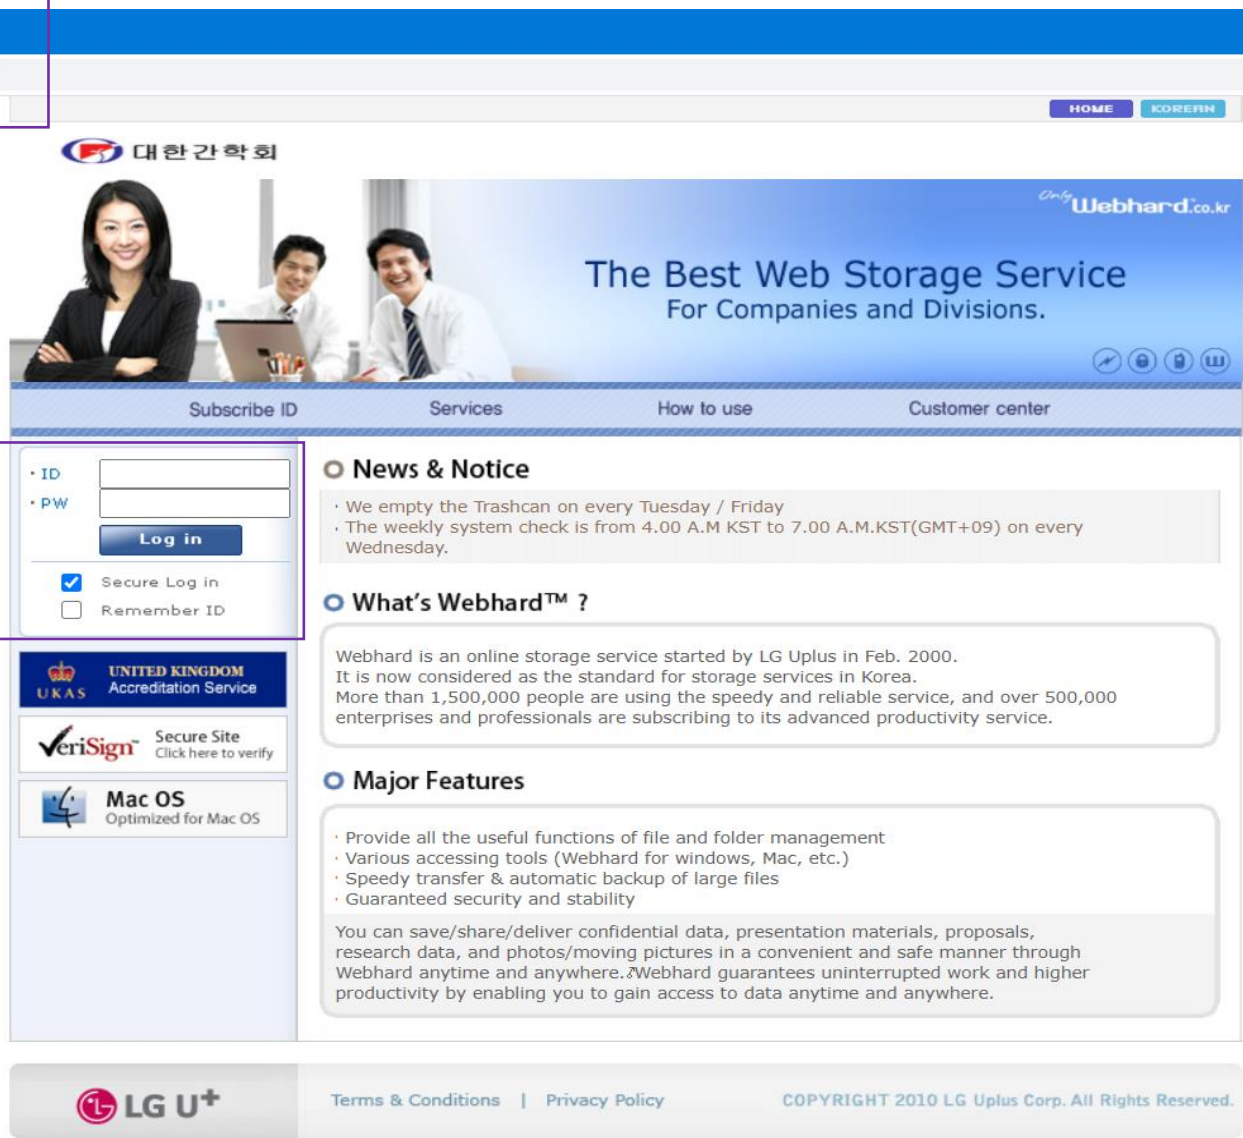 HOME KOREAN
대한간학회
Only Webhard.co.kr
The Best Web Storage Service
For Companies and Divisions.
Subscribe ID Services How to use Customer center
· ID
· PW
Log in
Secure Log in
Remember ID
UKAS
UNITED KINGDOM
Accreditation Service
VeriSign™
Secure Site
Click here to verify
Mac OS
Optimized for Mac OS
News & Notice
· We empty the Trashcan on every Tuesday / Friday
· The weekly system check is from 4.00 A.M KST to 7.00 A.M.KST(GMT+09) on every
Wednesday.
What's Webhard™ ?
Webhard is an online storage service started by LG Uplus in Feb. 2000.
It is now considered as the standard for storage services in Korea.
More than 1,500,000 people are using the speedy and reliable service, and over 500,000
enterprises and professionals are subscribing to its advanced productivity service.
Major Features
· Provide all the useful functions of file and folder management
· Various accessing tools (Webhard for windows, Mac, etc.)
· Speedy transfer & automatic backup of large files
· Guaranteed security and stability
You can save/share/deliver confidential data, presentation materials, proposals,
research data, and photos/moving pictures in a convenient and safe manner through
Webhard anytime and anywhere. Webhard guarantees uninterrupted work and higher
productivity by enabling you to gain access to data anytime and anywhere.
LG U+
Terms & Conditions | Privacy Policy COPYRIGHT 2010 LG Uplus Corp. All Rights Reserved.